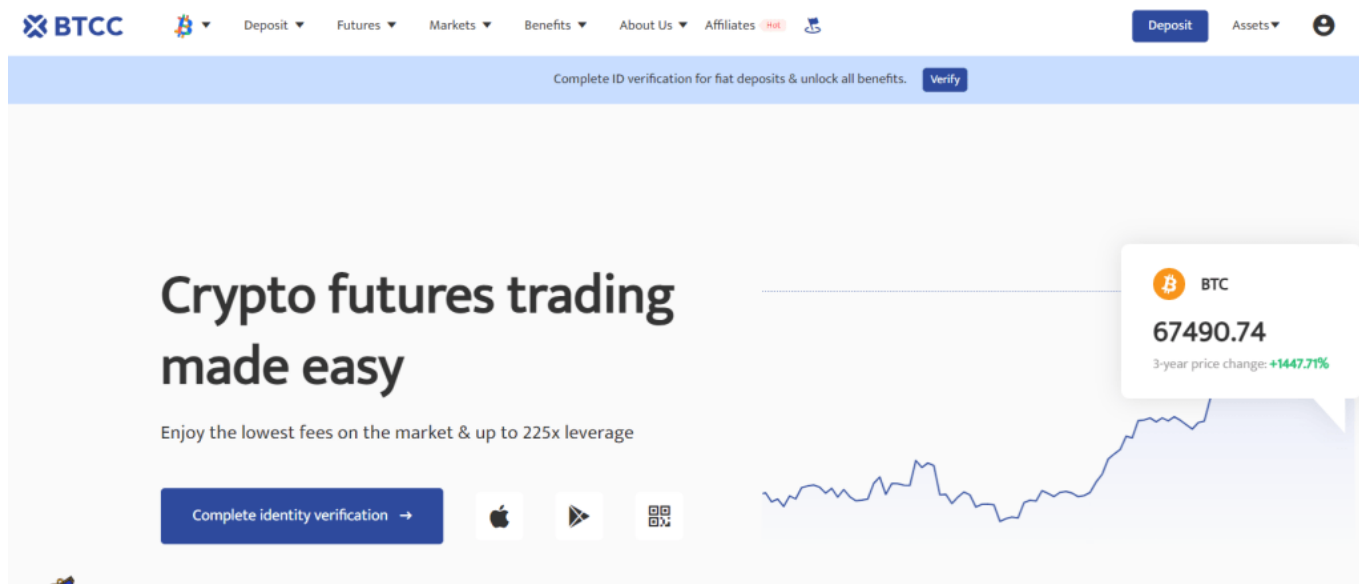 BTCC
Deposit ▼ Futures ▼ Markets ▼ Benefits ▼ About Us ▼ Affiliates Hot Deposit Assets▼
Complete ID verification for fiat deposits & unlock all benefits. Verify
BTC
67490.74
3-year price change: +1447.71%
Crypto futures trading
made easy
Enjoy the lowest fees on the market & up to 225x leverage
Complete identity verification →